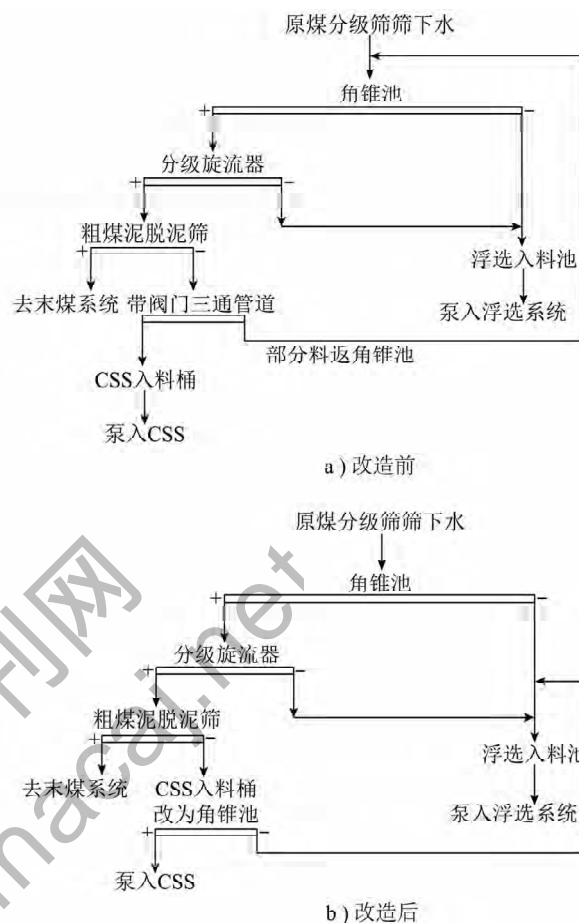 原煤分级筛筛下水
角锥池
+ −
分级旋流器
+ −
粗煤泥脱泥筛
+ −
浮选入料池
去末煤系统 带阀门三通管道
泵入浮选系统
部分料返角锥池
CSS入料桶
泵入CSS
a)改造前
原煤分级筛筛下水
角锥池
+ −
分级旋流器
+ −
粗煤泥脱泥筛
+ −
浮选入料池
去末煤系统 CSS入料桶
改为角锥池
泵入浮选系统
+ −
泵入CSS
b)改造后
刊网
macaj.net